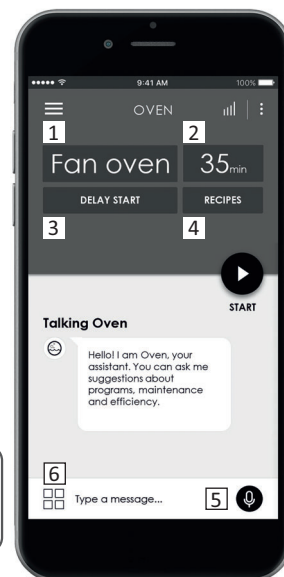 9:41 AM 100%
OVEN
1 2
Fan oven 35min
DELAY START RECIPES
3 4
START
Talking Oven
Hello! I am Oven, your
assistant. You can ask me
suggestions about
programs, maintenance
and efficiency.
6
Type a message... 5